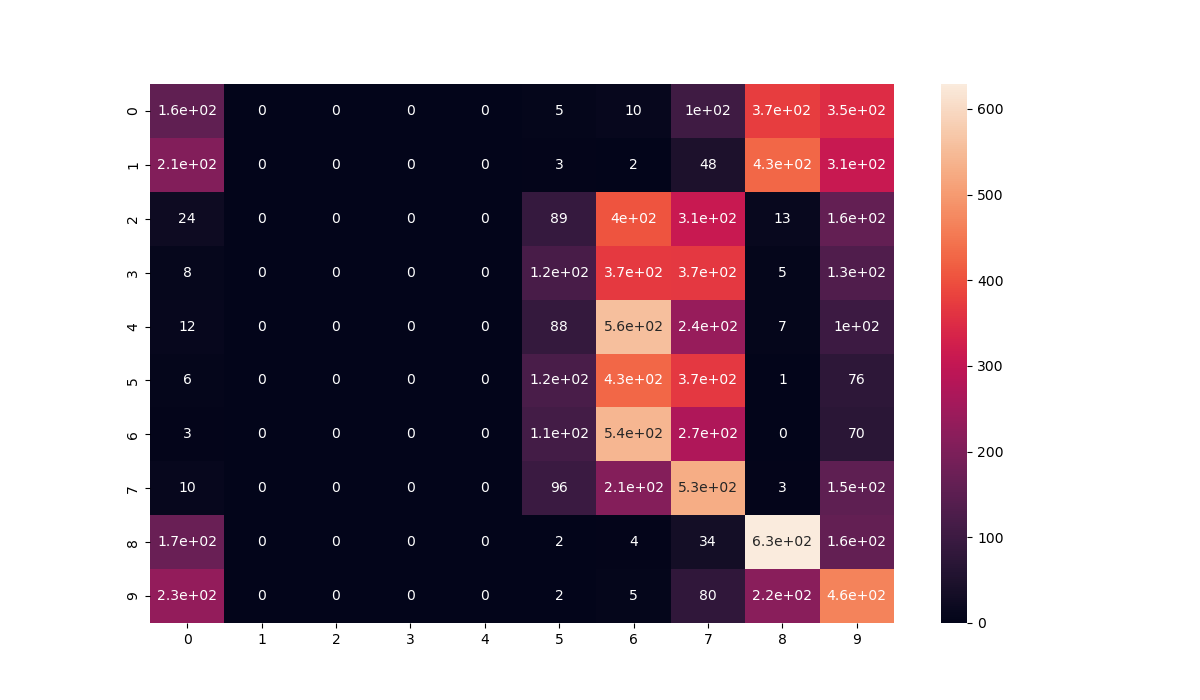 0 1.6e+02 0 0 0 0 5 10 1e+02 3.7e+02 3.5e+02
1 2.1e+02 0 0 0 0 3 2 48 4.3e+02 3.1e+02
2 24 0 0 0 0 89 4e+02 3.1e+02 13 1.6e+02
3 8 0 0 0 0 1.2e+02 3.7e+02 3.7e+02 5 1.3e+02
4 12 0 0 0 0 88 5.6e+02 2.4e+02 7 1e+02
5 6 0 0 0 0 1.2e+02 4.3e+02 3.7e+02 1 76
6 3 0 0 0 0 1.1e+02 5.4e+02 2.7e+02 0 70
7 10 0 0 0 0 96 2.1e+02 5.3e+02 3 1.5e+02
8 1.7e+02 0 0 0 0 2 4 34 6.3e+02 1.6e+02
9 2.3e+02 0 0 0 0 2 5 80 2.2e+02 4.6e+02
0 1 2 3 4 5 6 7 8 9
600
500
400
300
200
100
0